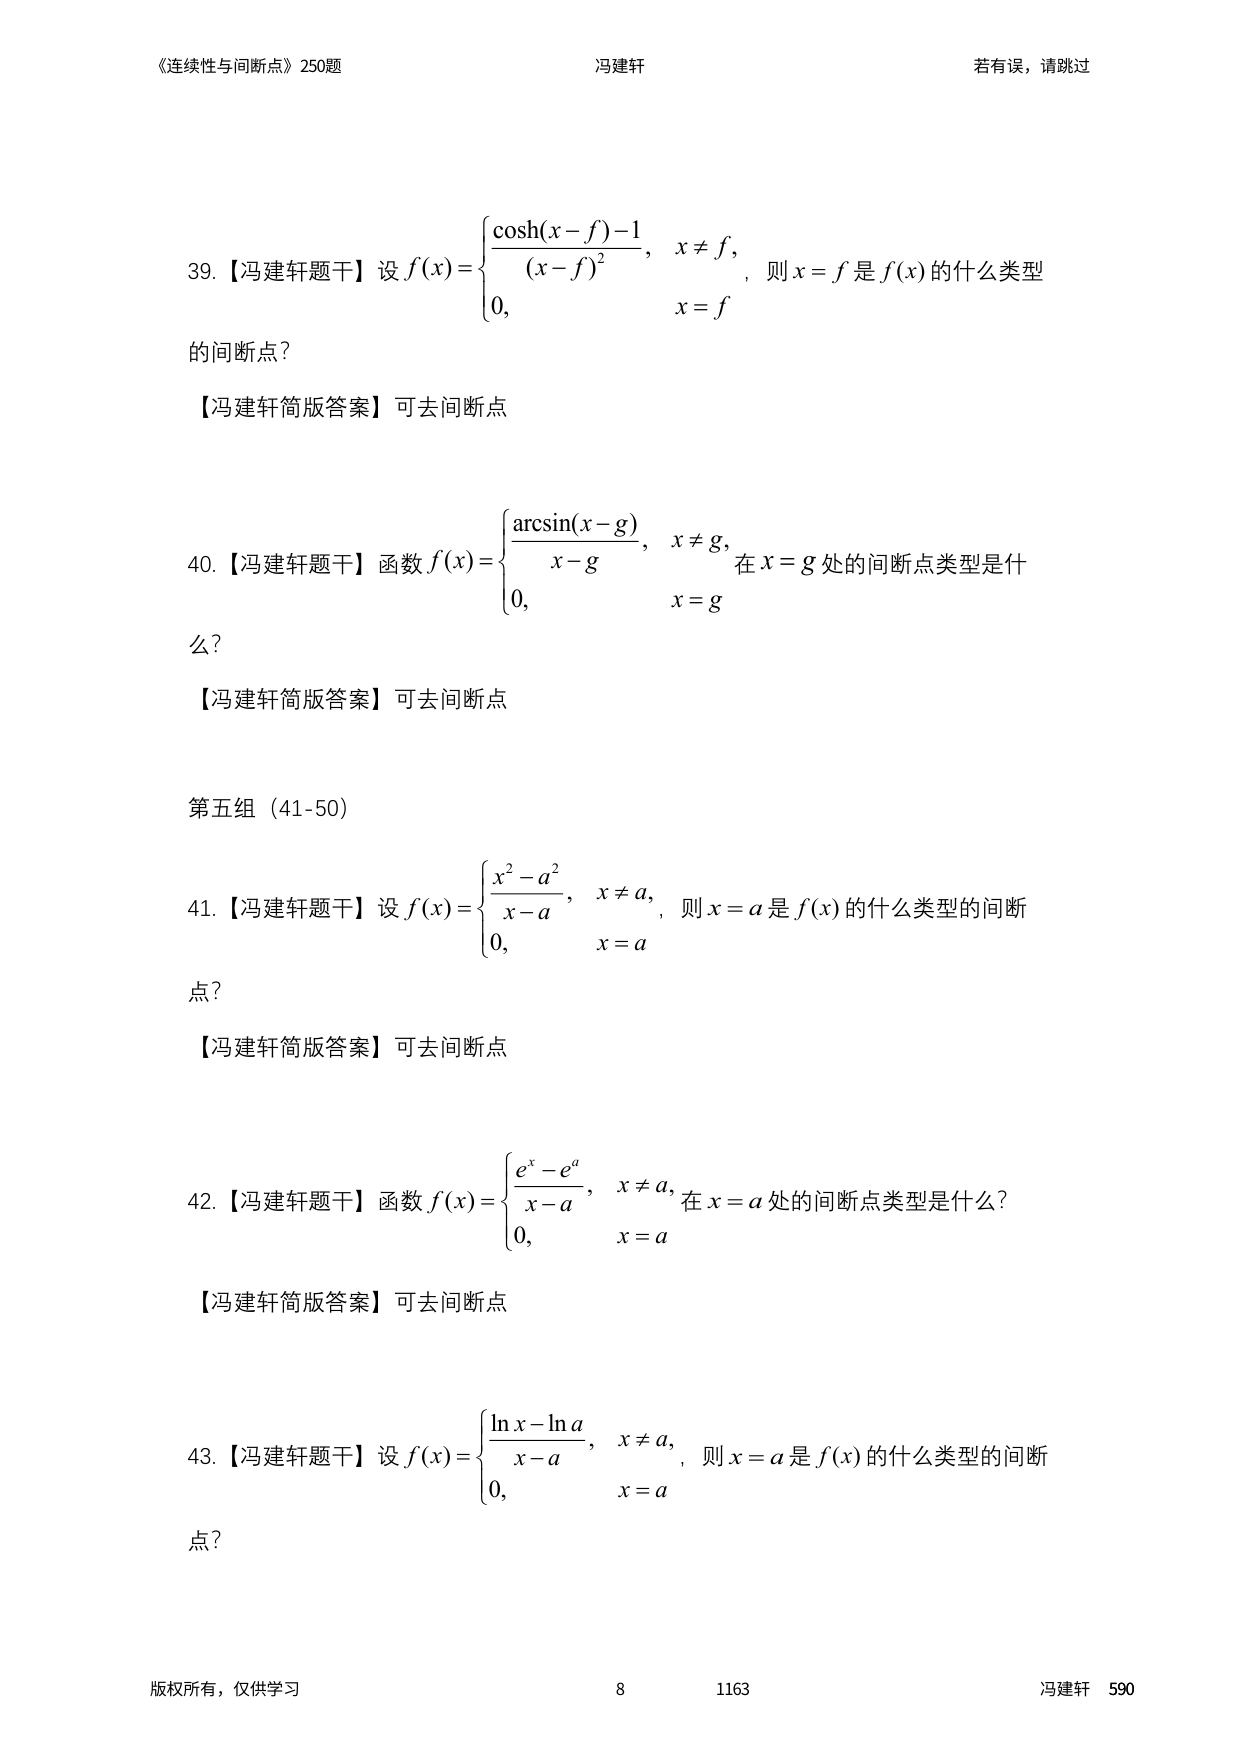 《连续性与间断点》250题 冯建轩 若有误，请跳过
39.【冯建轩题干】设 f(x) = { (cosh(x − f) − 1)/(x − f)², x ≠ f, 0, x = f ，则 x = f 是 f(x) 的什么类型
的间断点？
【冯建轩简版答案】可去间断点
40.【冯建轩题干】函数 f(x) = { arcsin(x − g)/(x − g), x ≠ g, 0, x = g 在 x = g 处的间断点类型是什
么？
【冯建轩简版答案】可去间断点
第五组（41-50）
41.【冯建轩题干】设 f(x) = { (x² − a²)/(x − a), x ≠ a, 0, x = a ，则 x = a 是 f(x) 的什么类型的间断
点？
【冯建轩简版答案】可去间断点
42.【冯建轩题干】函数 f(x) = { (eˣ − eᵃ)/(x − a), x ≠ a, 0, x = a 在 x = a 处的间断点类型是什么？
【冯建轩简版答案】可去间断点
43.【冯建轩题干】设 f(x) = { (ln x − ln a)/(x − a), x ≠ a, 0, x = a ，则 x = a 是 f(x) 的什么类型的间断
点？
版权所有，仅供学习 8 1163 冯建轩 590